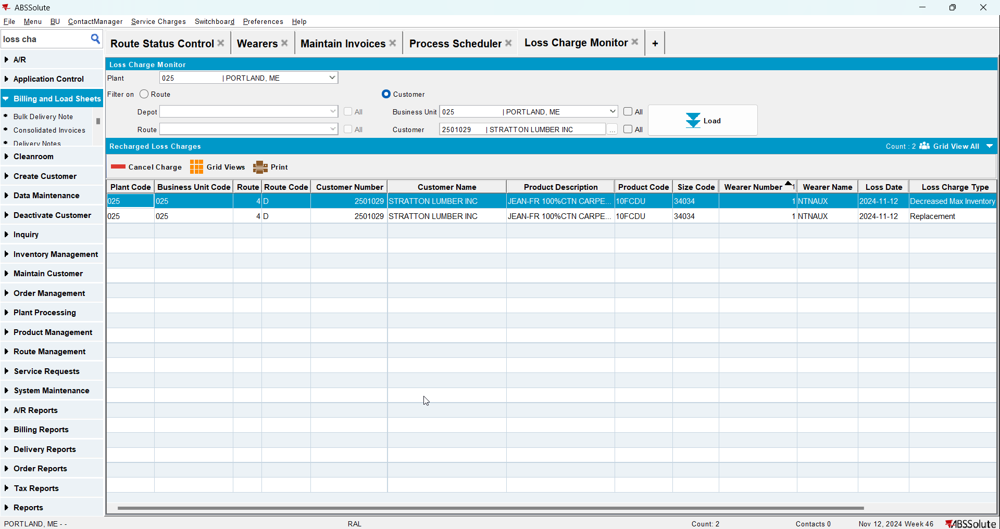 ABSSolute
File Menu BU ContactManager Service Charges Switchboard Preferences Help
loss cha
Route Status Control Wearers Maintain Invoices Process Scheduler Loss Charge Monitor +
A/R
Application Control
Billing and Load Sheets
Bulk Delivery Note
Consolidated Invoices
Delivery Notes
Cleanroom
Create Customer
Data Maintenance
Deactivate Customer
Inquiry
Inventory Management
Maintain Customer
Order Management
Plant Processing
Product Management
Route Management
Service Requests
System Maintenance
A/R Reports
Billing Reports
Delivery Reports
Order Reports
Tax Reports
Reports
Loss Charge Monitor
Plant 025 | PORTLAND, ME
Filter on Route Customer
Depot All Business Unit 025 | PORTLAND, ME All
Route All Customer 2501029 | STRATTON LUMBER INC ... All
Load
Recharged Loss Charges Count : 2 Grid View All
Cancel Charge Grid Views Print
Plant Code Business Unit Code Route Route Code Customer Number Customer Name Product Description Product Code Size Code Wearer Number 1 Wearer Name Loss Date Loss Charge Type
025 025 4 D 2501029 STRATTON LUMBER INC JEAN-FR 100%CTN CARPE... 10FCDU 34034 1 NTNAUX 2024-11-12 Decreased Max Inventory
025 025 4 D 2501029 STRATTON LUMBER INC JEAN-FR 100%CTN CARPE... 10FCDU 34034 1 NTNAUX 2024-11-12 Replacement
PORTLAND, ME - - RAL Count: 2 Contacts 0 Nov 12, 2024 Week 46 ABSSolute